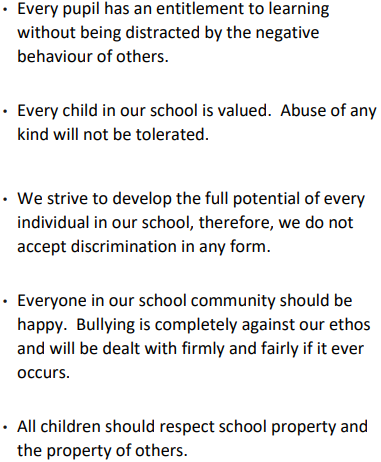 • Every pupil has an entitlement to learning
without being distracted by the negative
behaviour of others.
• Every child in our school is valued.  Abuse of any
kind will not be tolerated.
• We strive to develop the full potential of every
individual in our school, therefore, we do not
accept discrimination in any form.
• Everyone in our school community should be
happy.  Bullying is completely against our ethos
and will be dealt with firmly and fairly if it ever
occurs.
• All children should respect school property and
the property of others.